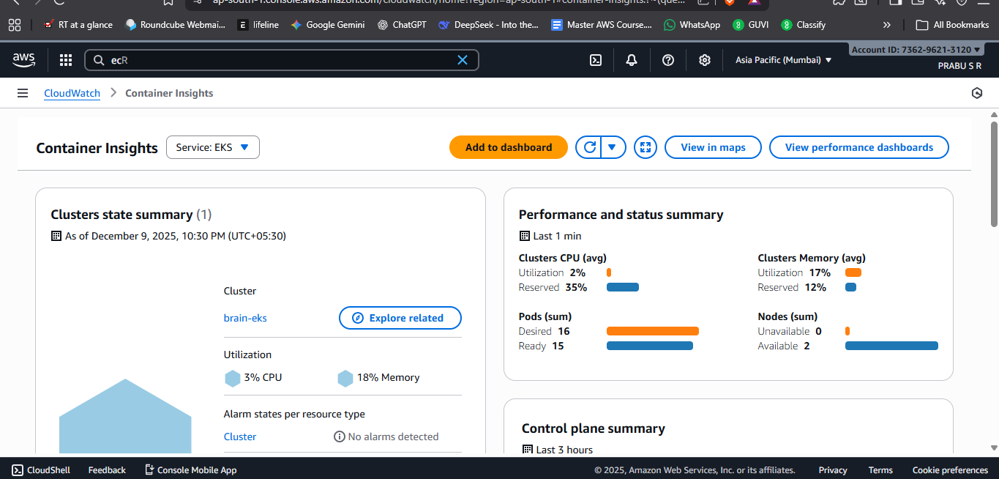 ap-south-1.console.aws.amazon.com/cloudwatch/home?region=ap-south-1#container-insights:?~(que...
RT at a glance Roundcube Webmai... lifeline Google Gemini ChatGPT DeepSeek - Into the... Master AWS Course.... WhatsApp GUVI Classify » All Bookmarks
aws ecR Asia Pacific (Mumbai) Account ID: 7362-9621-3120
PRABU S R
CloudWatch Container Insights
Container Insights Service: EKS Add to dashboard View in maps View performance dashboards
Clusters state summary (1)
As of December 9, 2025, 10:30 PM (UTC+05:30)
Cluster
brain-eks Explore related
Utilization
3% CPU 18% Memory
Alarm states per resource type
Cluster No alarms detected
Performance and status summary
Last 1 min
Clusters CPU (avg)
Utilization 2%
Reserved 35%
Clusters Memory (avg)
Utilization 17%
Reserved 12%
Pods (sum)
Desired 16
Ready 15
Nodes (sum)
Unavailable 0
Available 2
Control plane summary
Last 3 hours
CloudShell Feedback Console Mobile App © 2025, Amazon Web Services, Inc. or its affiliates. Privacy Terms Cookie preferences